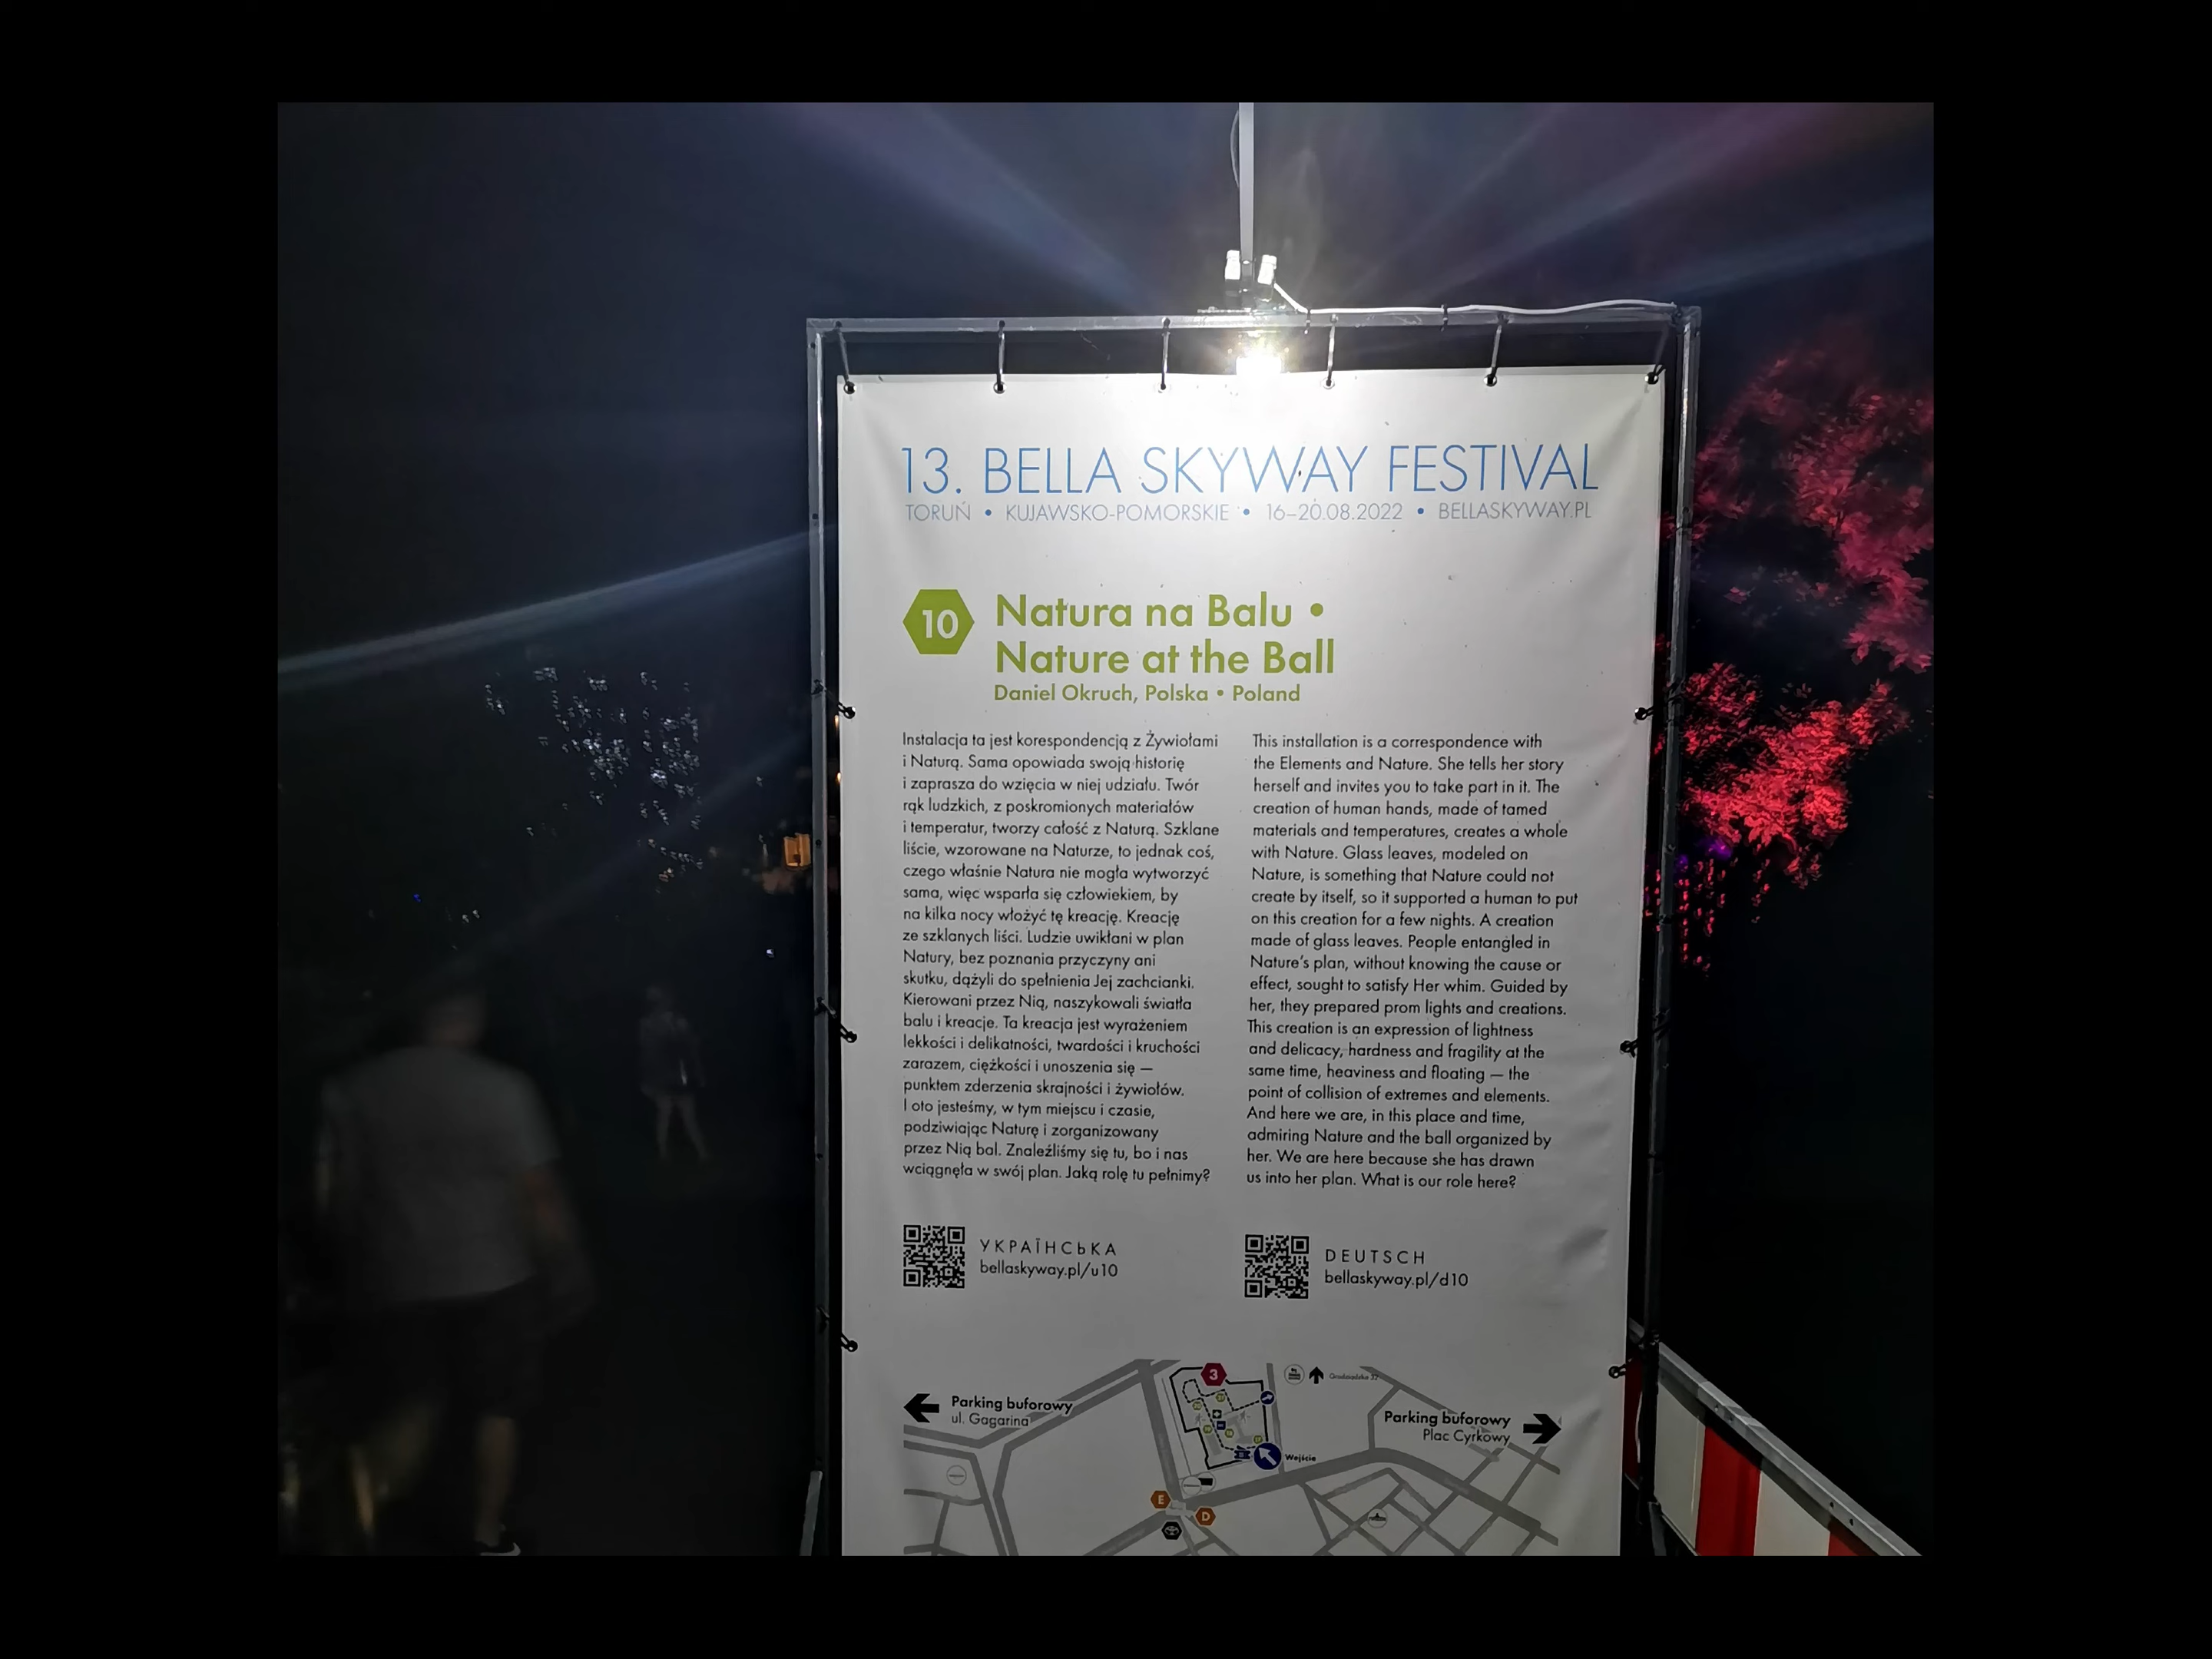 13. BELLA SKYWAY FESTIVAL
TORUŃ • KUJAWSKO-POMORSKIE • 16–20.08.2022 • BELLASKYWAY.PL
10
Natura na Balu •
Nature at the Ball
Daniel Okruch, Polska • Poland
Instalacja ta jest korespondencją z Żywiołami
i Naturą. Sama opowiada swoją historię
i zaprasza do wzięcia w niej udziału. Twór
rąk ludzkich, z poskromionych materiałów
i temperatur, tworzy całość z Naturą. Szklane
liście, wzorowane na Naturze, to jednak coś,
czego właśnie Natura nie mogła wytworzyć
sama, więc wsparła się człowiekiem, by
na kilka nocy włożyć tę kreację. Kreację
ze szklanych liści. Ludzie uwikłani w plan
Natury, bez poznania przyczyny ani
skutku, dążyli do spełnienia Jej zachcianki.
Kierowani przez Nią, naszykowali światła
balu i kreacje. Ta kreacja jest wyrażeniem
lekkości i delikatności, twardości i kruchości
zarazem, ciężkości i unoszenia się —
punktem zderzenia skrajności i żywiołów.
I oto jesteśmy, w tym miejscu i czasie,
podziwiając Naturę i zorganizowany
przez Nią bal. Znaleźliśmy się tu, bo i nas
wciągnęła w swój plan. Jaką rolę tu pełnimy?
This installation is a correspondence with
the Elements and Nature. She tells her story
herself and invites you to take part in it. The
creation of human hands, made of tamed
materials and temperatures, creates a whole
with Nature. Glass leaves, modeled on
Nature, is something that Nature could not
create by itself, so it supported a human to put
on this creation for a few nights. A creation
made of glass leaves. People entangled in
Nature's plan, without knowing the cause or
effect, sought to satisfy Her whim. Guided by
her, they prepared prom lights and creations.
This creation is an expression of lightness
and delicacy, hardness and fragility at the
same time, heaviness and floating — the
point of collision of extremes and elements.
And here we are, in this place and time,
admiring Nature and the ball organized by
her. We are here because she has drawn
us into her plan. What is our role here?
УКРАЇНСЬКА
bellaskyway.pl/u10
DEUTSCH
bellaskyway.pl/d10
3
Grudziądzka 32
Parking buforowy
ul. Gagarina
Parking buforowy
Plac Cyrkowy
Wejście
E
D